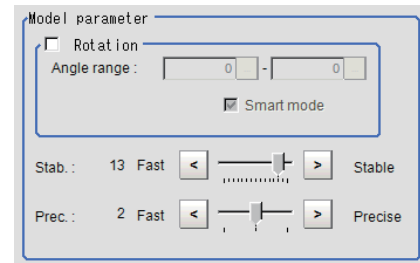 Model parameter
Rotation
Angle range : 0 ... - 0 ...
Smart mode
Stab. : 13 Fast < > Stable
Prec. : 2 Fast < > Precise